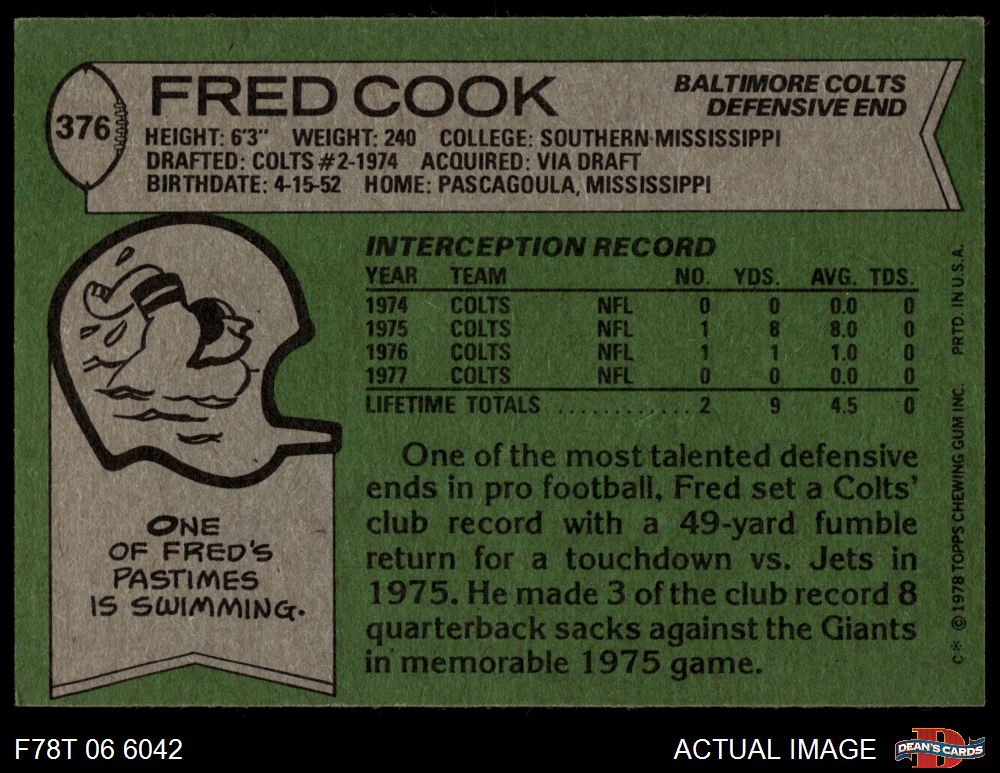 376
FRED COOK
BALTIMORE COLTS
DEFENSIVE END
HEIGHT: 6'3" WEIGHT: 240 COLLEGE: SOUTHERN MISSISSIPPI
DRAFTED: COLTS #2-1974 ACQUIRED: VIA DRAFT
BIRTHDATE: 4-15-52 HOME: PASCAGOULA, MISSISSIPPI
INTERCEPTION RECORD
YEAR TEAM NO. YDS. AVG. TDS.
1974 COLTS NFL 0 0 0.0 0
1975 COLTS NFL 1 8 8.0 0
1976 COLTS NFL 1 1 1.0 0
1977 COLTS NFL 0 0 0.0 0
LIFETIME TOTALS ............ 2 9 4.5 0
One of the most talented defensive
ends in pro football, Fred set a Colts'
club record with a 49-yard fumble
return for a touchdown vs. Jets in
1975. He made 3 of the club record 8
quarterback sacks against the Giants
in memorable 1975 game.
ONE
OF FRED'S
PASTIMES
IS SWIMMING.
C* © 1978 TOPPS CHEWING GUM INC. PRTD. IN U.S.A.
F78T 06 6042
ACTUAL IMAGE
D
DEAN'S CARDS